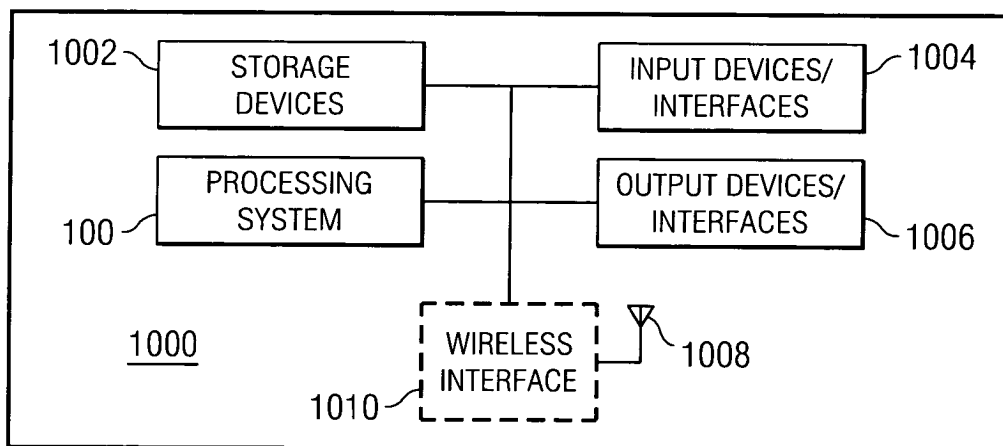 1002
STORAGE
DEVICES
INPUT DEVICES/
INTERFACES
1004
PROCESSING
SYSTEM
100
OUTPUT DEVICES/
INTERFACES
1006
1000
WIRELESS
INTERFACE
1008
1010